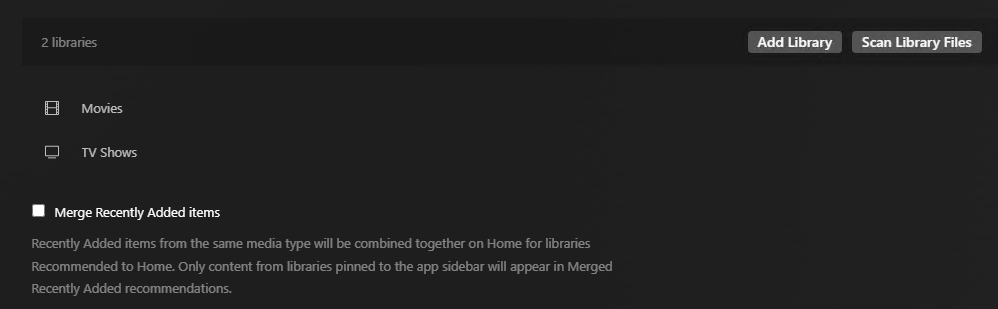 2 libraries
Add Library
Scan Library Files
Movies
TV Shows
Merge Recently Added items
Recently Added items from the same media type will be combined together on Home for libraries
Recommended to Home. Only content from libraries pinned to the app sidebar will appear in Merged
Recently Added recommendations.